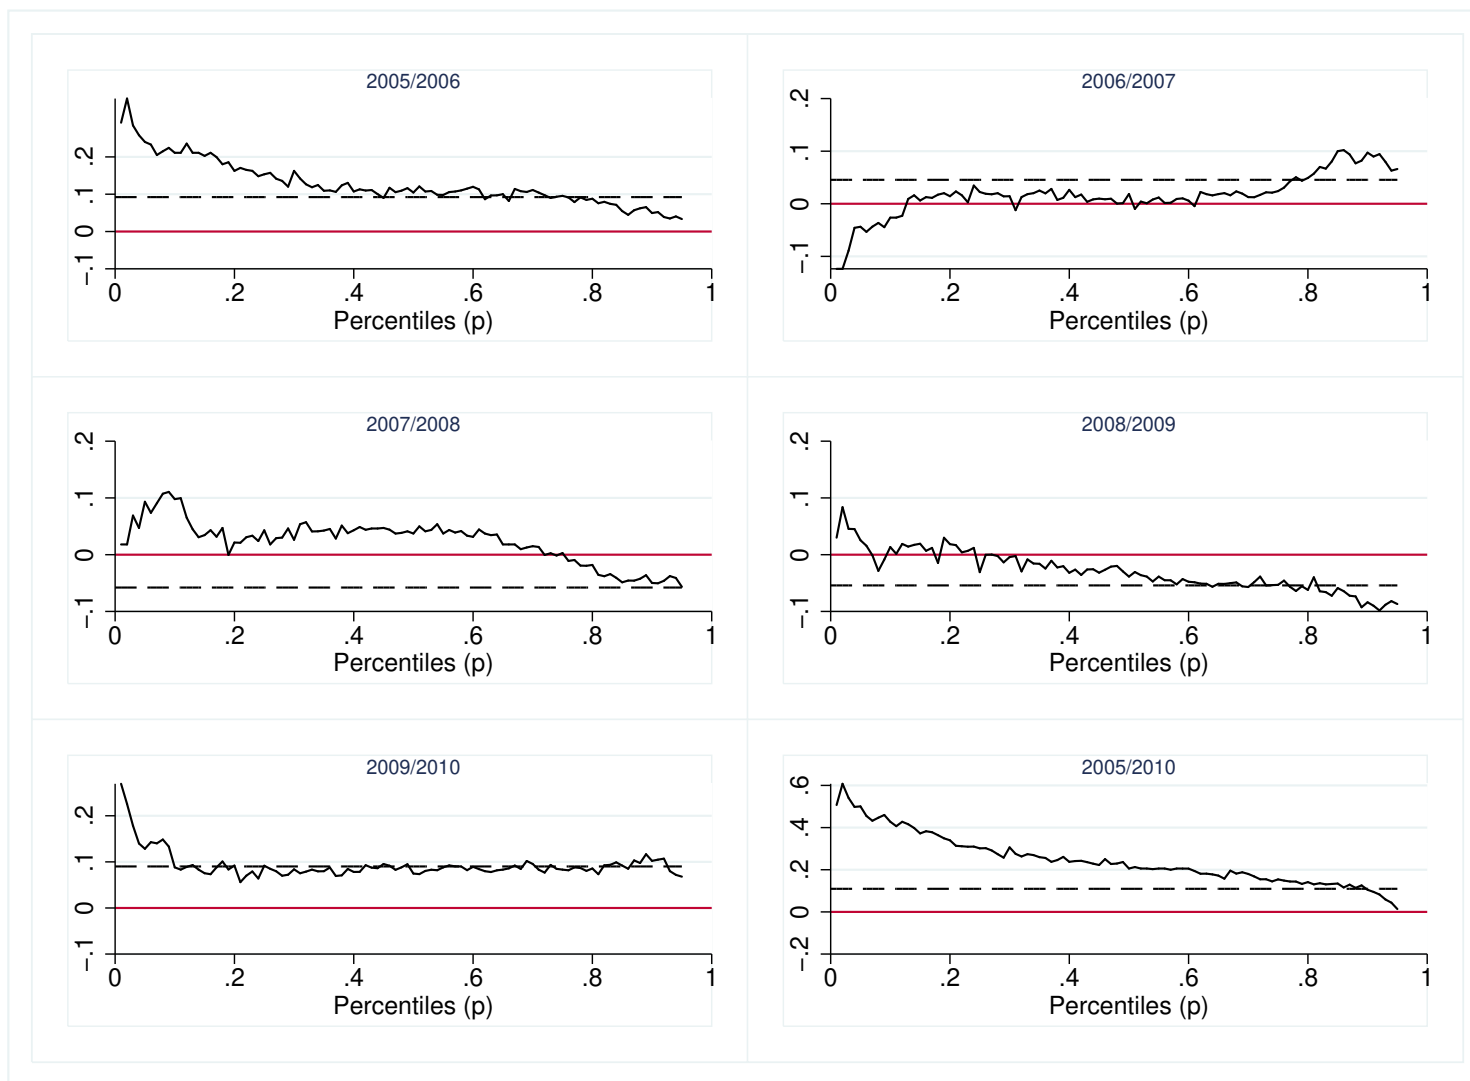 2005/2006
.2
.1
0
−.1
0 .2 .4 .6 .8 1
Percentiles (p)
2006/2007
.2
.1
0
−.1
0 .2 .4 .6 .8 1
Percentiles (p)
2007/2008
.2
.1
0
−.1
0 .2 .4 .6 .8 1
Percentiles (p)
2008/2009
.2
.1
0
−.1
0 .2 .4 .6 .8 1
Percentiles (p)
2009/2010
.2
.1
0
−.1
0 .2 .4 .6 .8 1
Percentiles (p)
2005/2010
.6
.4
.2
0
−.2
0 .2 .4 .6 .8 1
Percentiles (p)